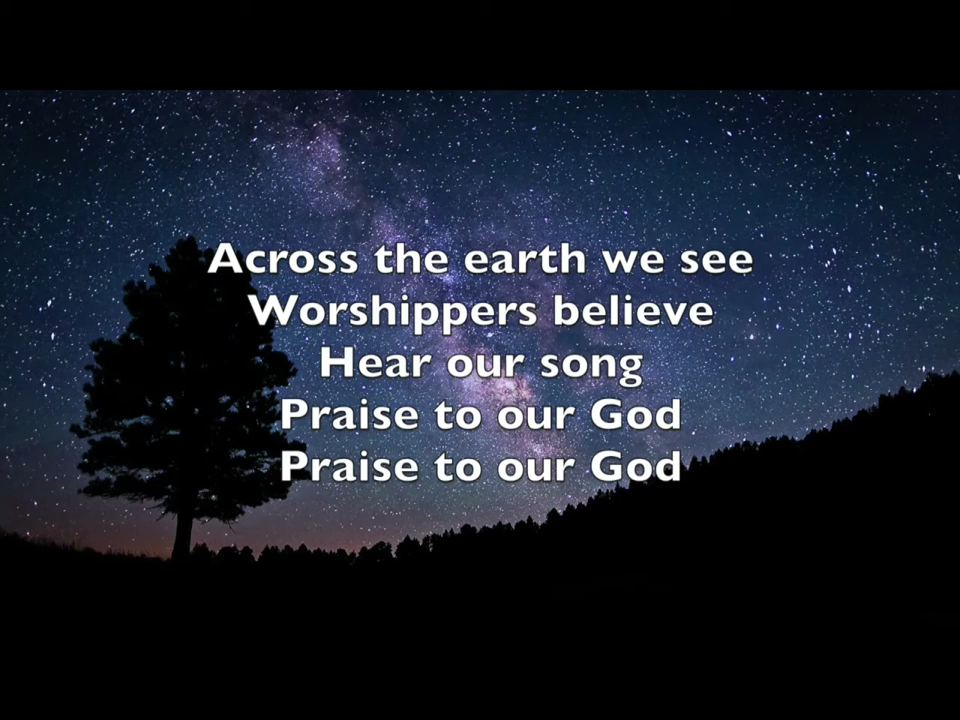 Across the earth we see
Worshippers believe
Hear our song
Praise to our God
Praise to our God